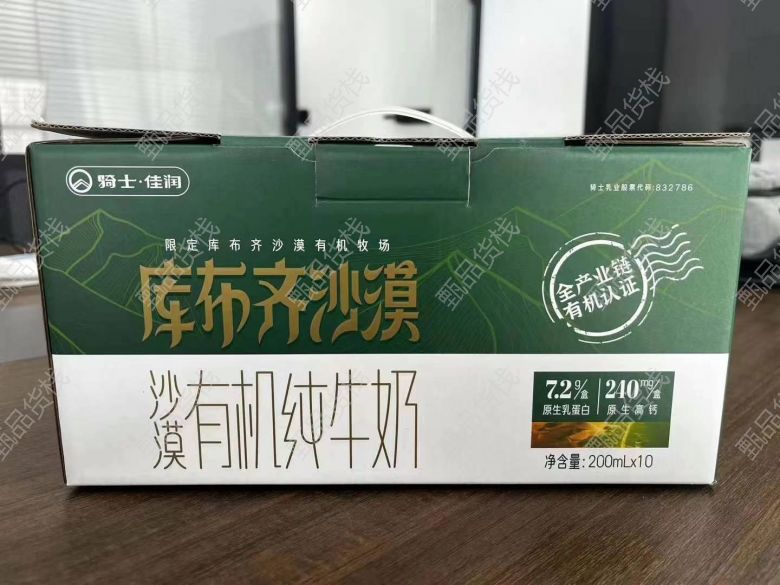 骑士·佳润
骑士乳业股票代码:832786
限定库布齐沙漠有机牧场
库布齐沙漠
全产业链
有机认证
沙漠有机纯牛奶
7.2g/盒
原生乳蛋白
240mg/盒
原生高钙
净含量:200mLx10
甄品货栈